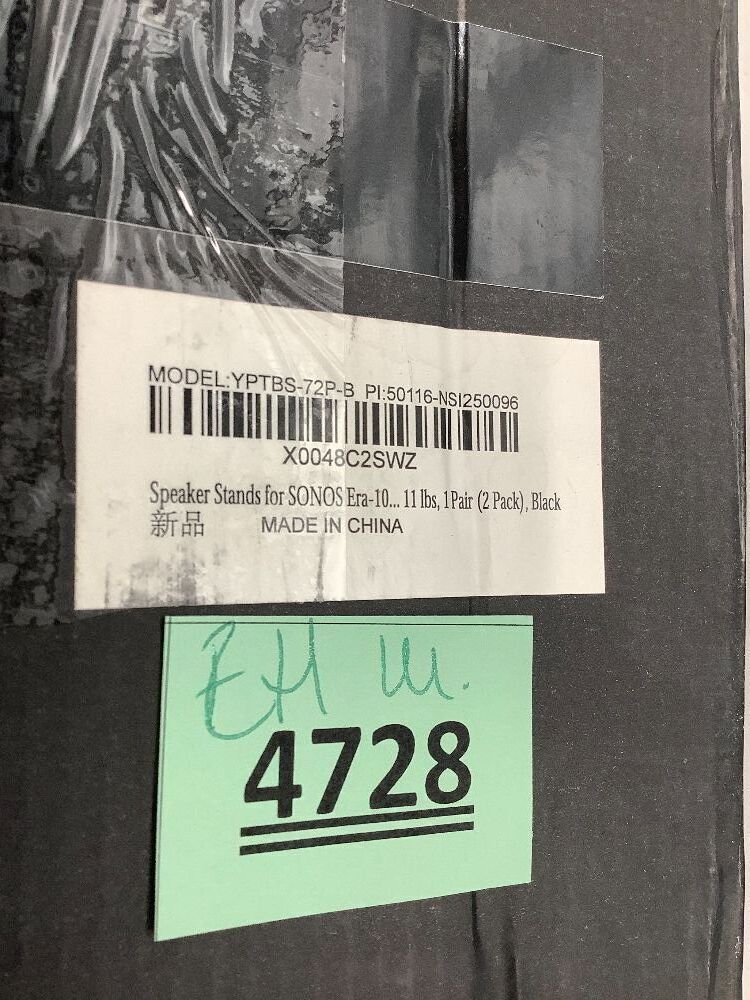 MODEL:YPTBS-72P-B PI:50116-NSI250096
X0048C2SWZ
Speaker Stands for SONOS Era-10... 11 lbs, 1Pair (2 Pack), Black
新品 MADE IN CHINA
4728